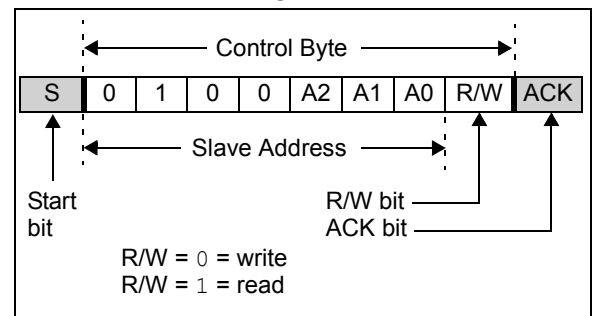 Control Byte
S 0 1 0 0 A2 A1 A0 R/W ACK
Slave Address
Start
bit
R/W bit
ACK bit
R/W = 0 = write
R/W = 1 = read